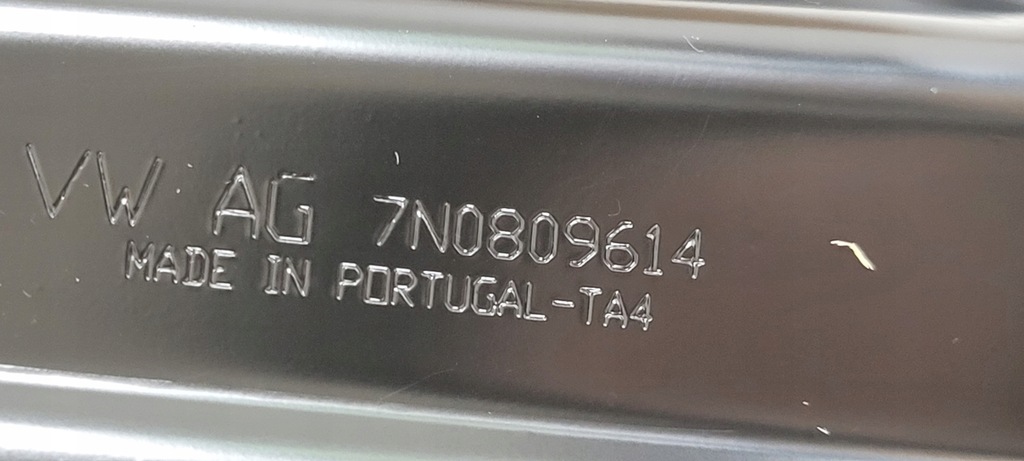 VW AG 7N0809614
MADE IN PORTUGAL-TA4